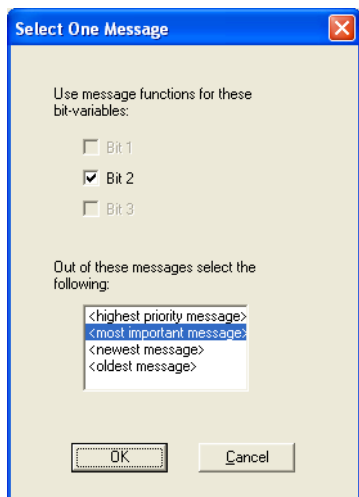 Select One Message
Use message functions for these
bit-variables:
Bit 1
Bit 2
Bit 3
Out of these messages select the
following:
<highest priority message>
<most important message>
<newest message>
<oldest message>
OK
Cancel